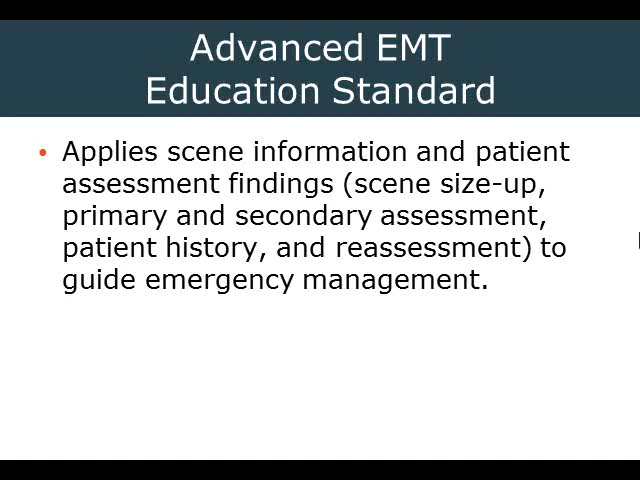 Advanced EMT
Education Standard
• Applies scene information and patient
assessment findings (scene size-up,
primary and secondary assessment,
patient history, and reassessment) to
guide emergency management.